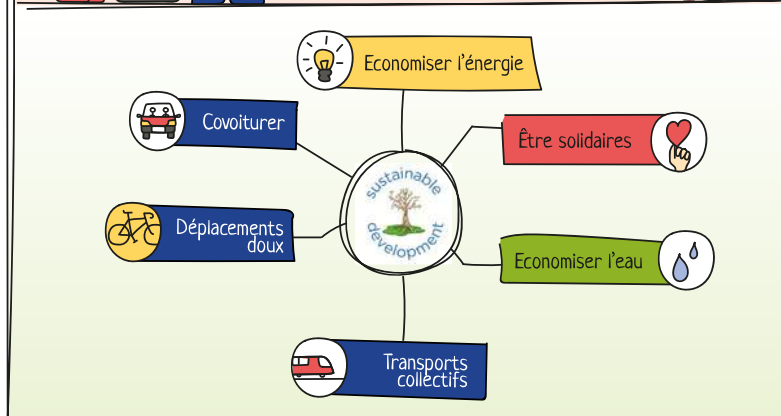 Economiser l'énergie
Covoiturer
Être solidaires
sustainable
development
Déplacements
doux
Economiser l'eau
Transports
collectifs